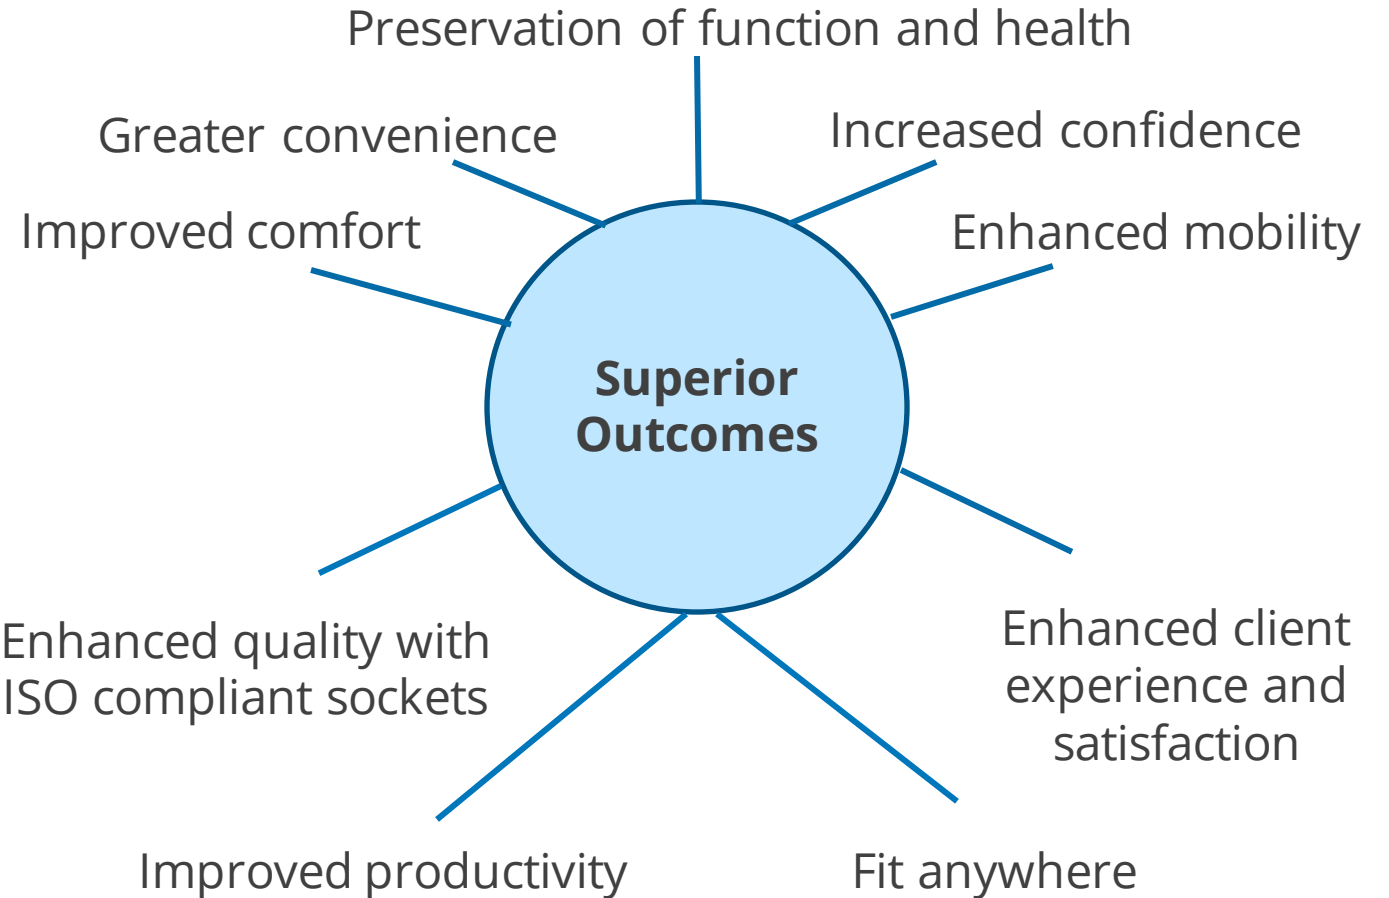 Preservation of function and health
Greater convenience
Increased confidence
Improved comfort
Enhanced mobility
Superior
Outcomes
Enhanced quality with
ISO compliant sockets
Enhanced client
experience and
satisfaction
Improved productivity
Fit anywhere